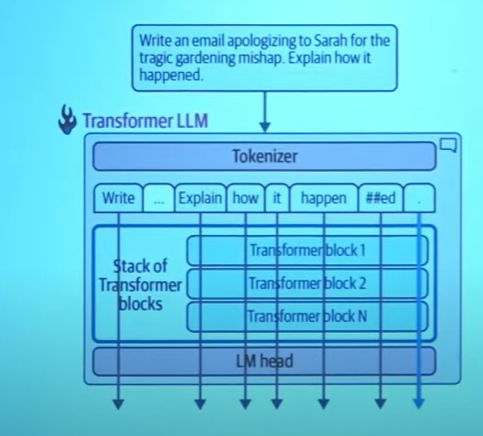 Write an email apologizing to Sarah for the
tragic gardening mishap. Explain how it
happened.
Transformer LLM
Tokenizer
Write ... Explain how it happen ##ed .
Stack of
Transformer
blocks
Transformer block 1
Transformer block 2
Transformer block N
LM head